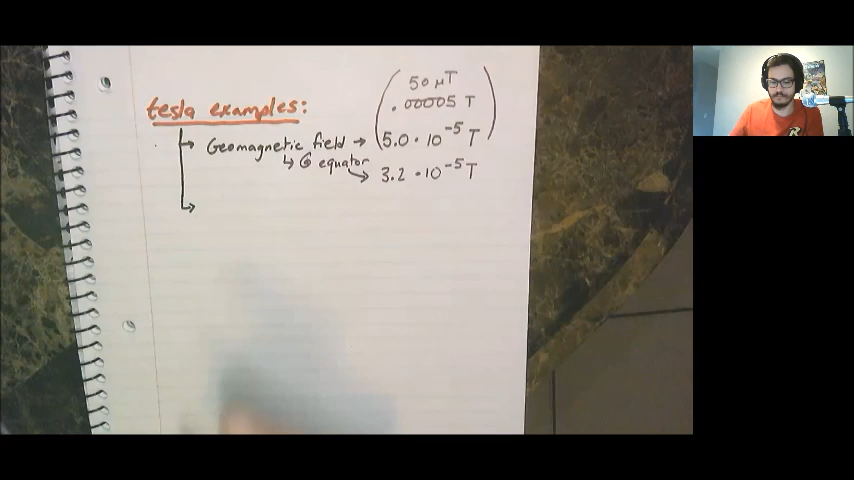 tesla examples:
50 μT
.00005 T
Geomagnetic field → 5.0 · 10⁻⁵ T
↳ @ equator
→ 3.2 · 10⁻⁵ T